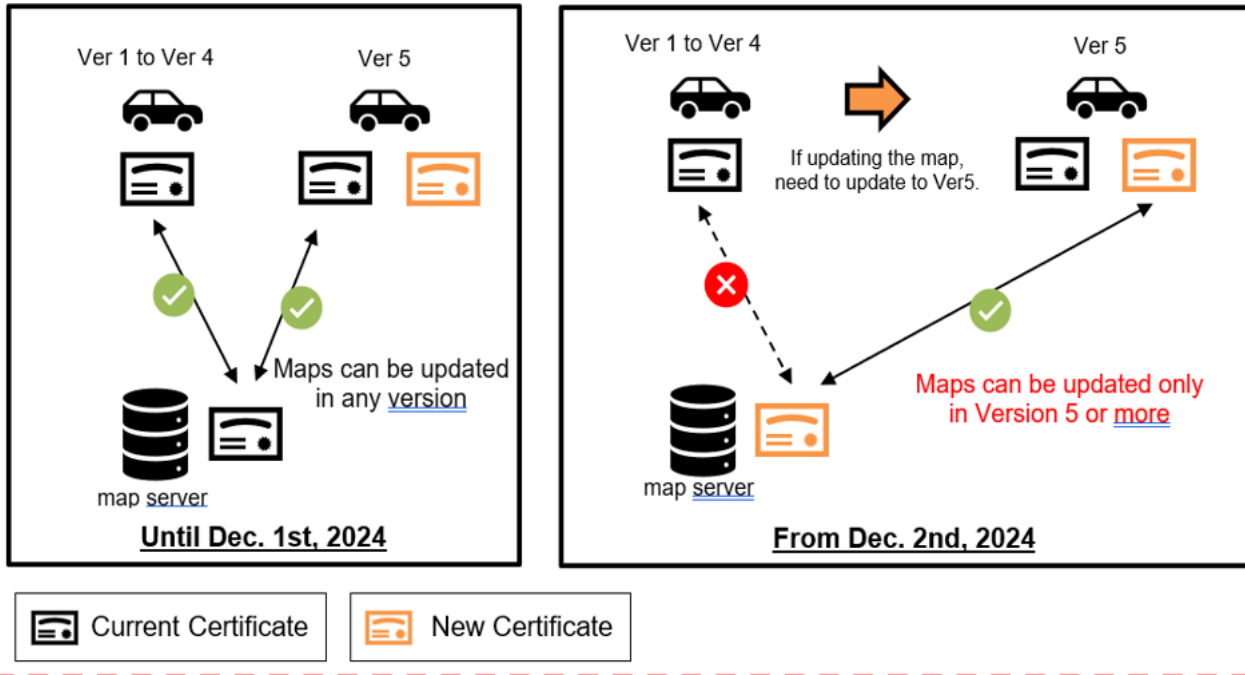 Ver 1 to Ver 4
Ver 5
Maps can be updated
in any version
map server
Until Dec. 1st, 2024
Ver 1 to Ver 4
Ver 5
If updating the map,
need to update to Ver5.
Maps can be updated only
in Version 5 or more
map server
From Dec. 2nd, 2024
Current Certificate
New Certificate